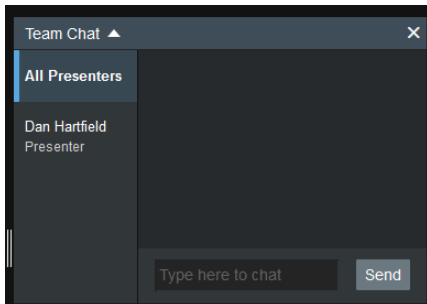 Team Chat
All Presenters
Dan Hartfield
Presenter
Type here to chat
Send